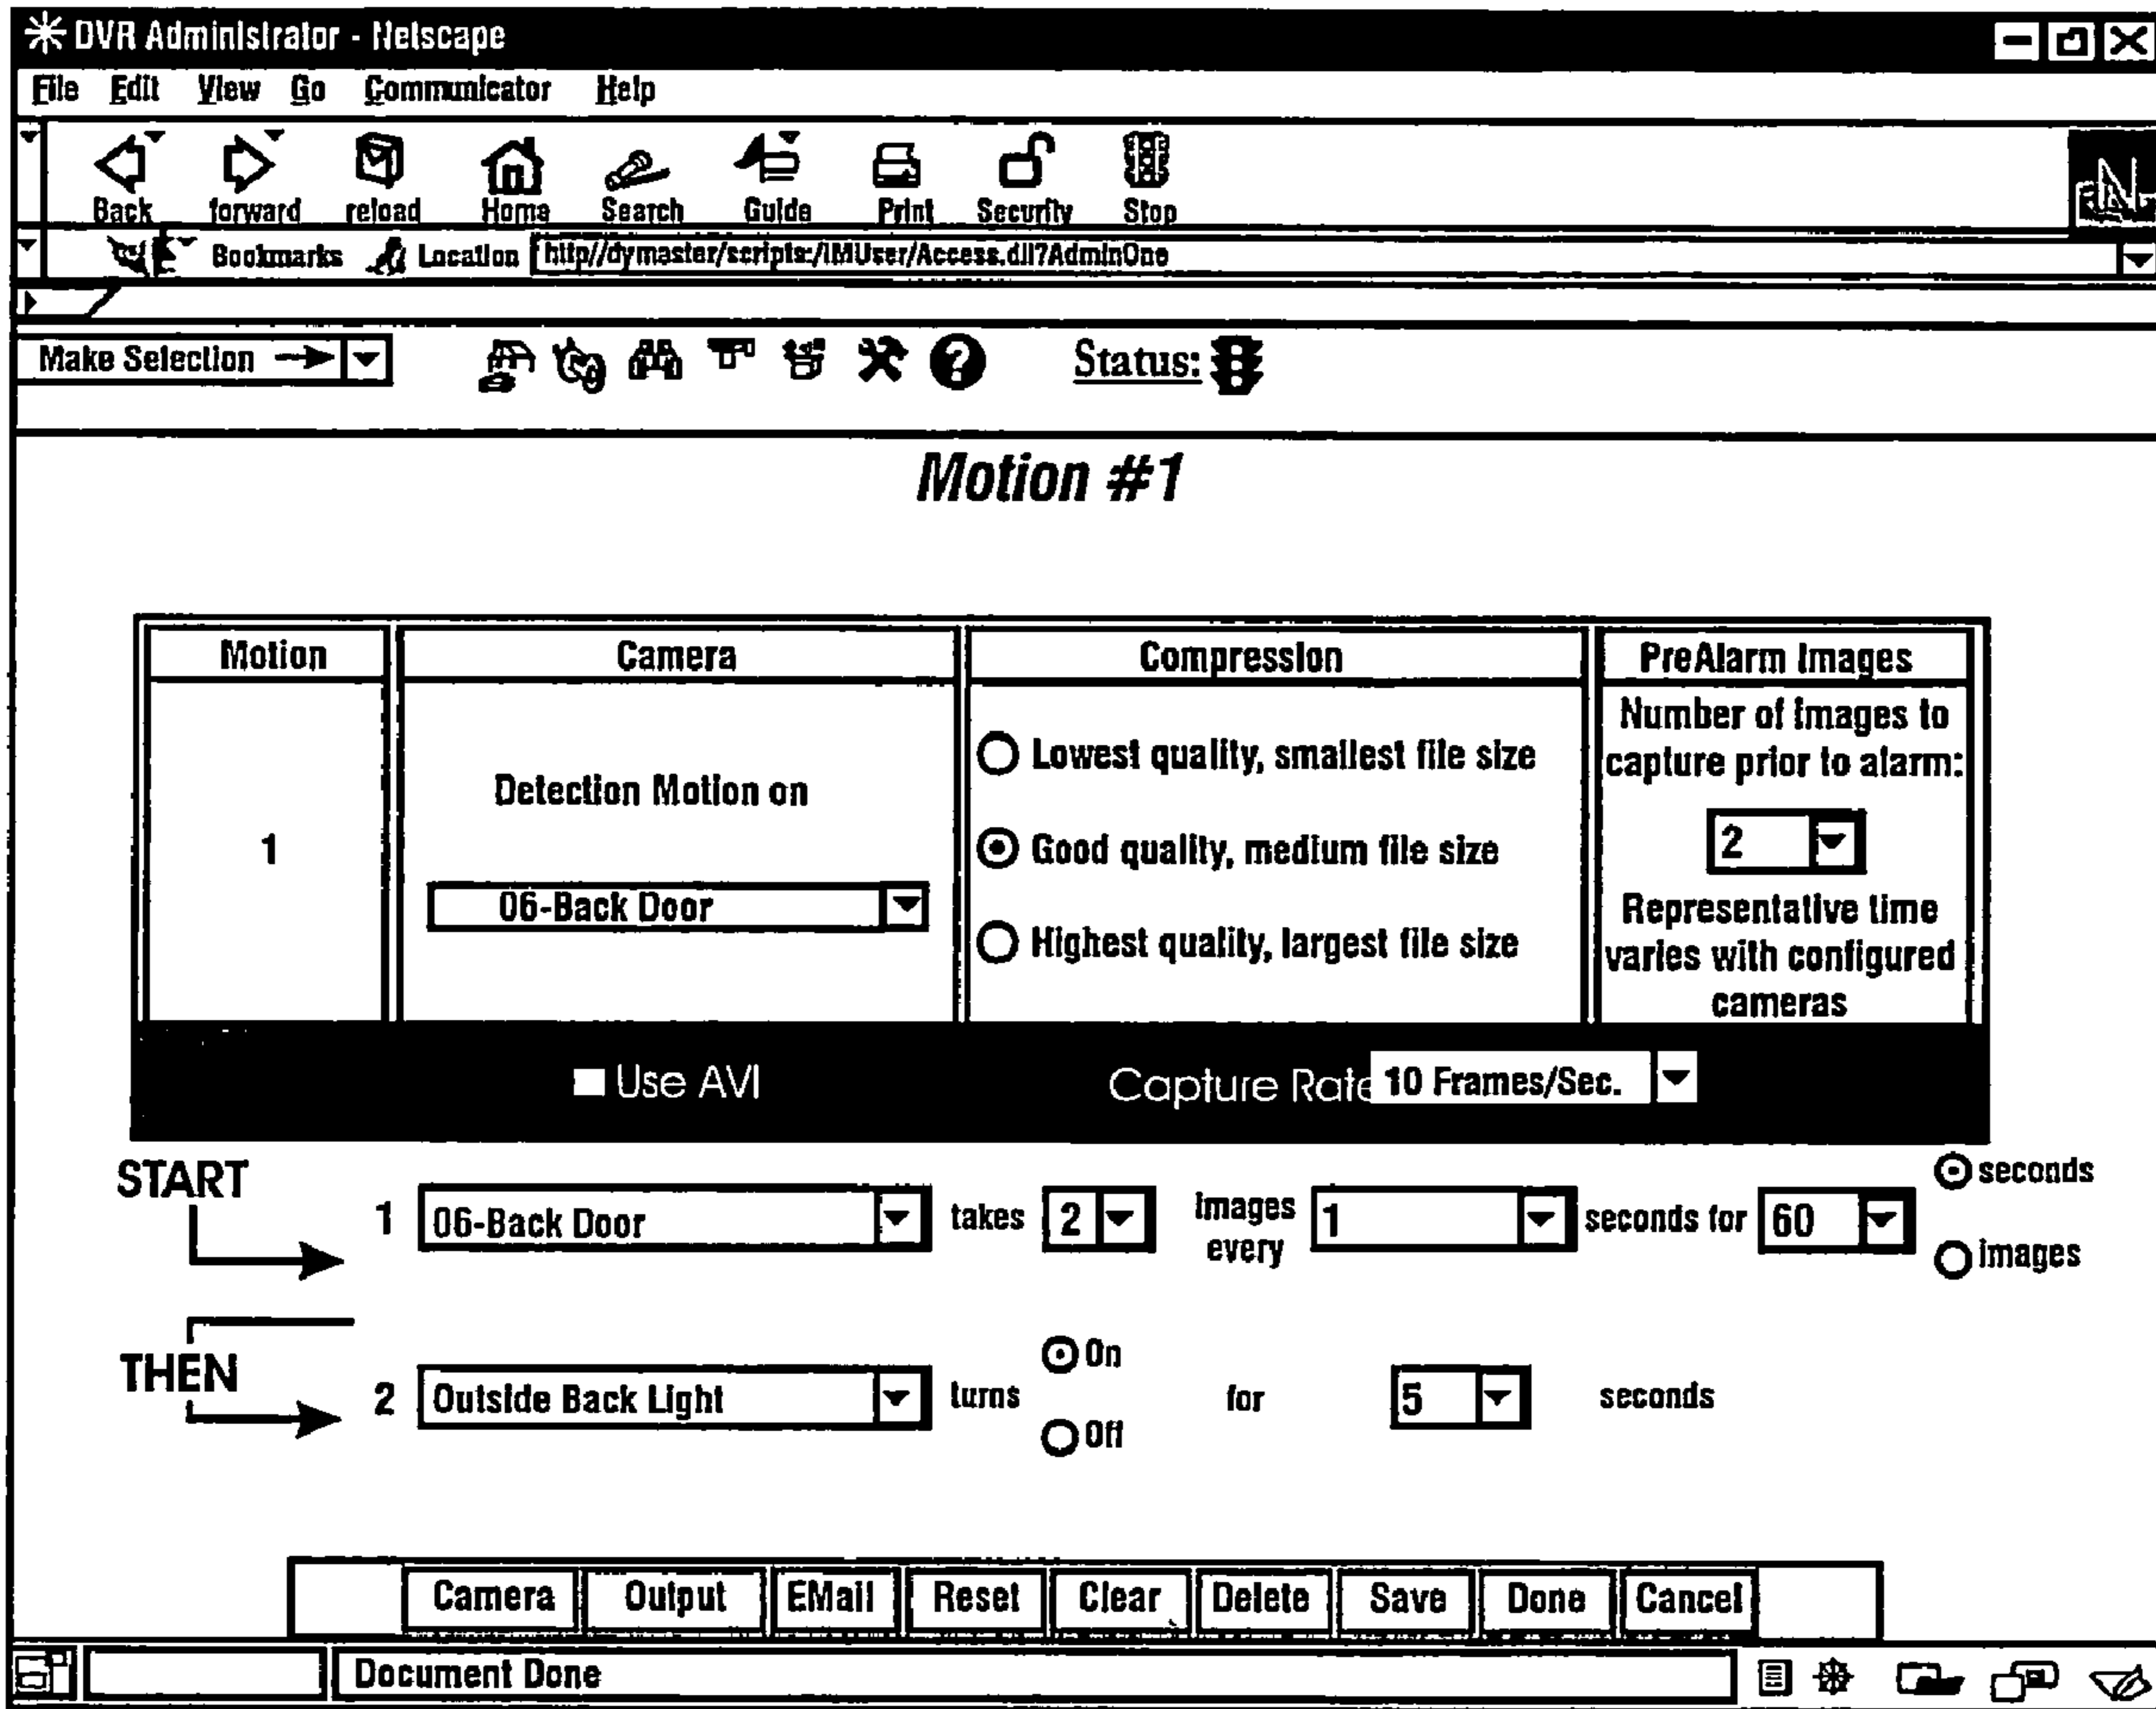 DVR Administrator - Netscape
File Edit View Go Communicator Help
Back forward reload Home Search Guide Print Security Stop
N
Bookmarks Location http//dymaster/scripts:/IMUser/Access.dll?AdminOne
Make Selection Status:
Motion #1
Motion Camera Compression PreAlarm Images
1
Detection Motion on
06-Back Door
Lowest quality, smallest file size
Good quality, medium file size
Highest quality, largest file size
Number of Images to
capture prior to alarm:
2
Representative time
varies with configured
cameras
Use AVI Capture Rate 10 Frames/Sec.
START
1 06-Back Door takes 2 images every 1 seconds for 60 seconds
images
THEN
2 Outside Back Light turns On for 5 seconds
Off
Camera Output EMail Reset Clear Delete Save Done Cancel
Document Done